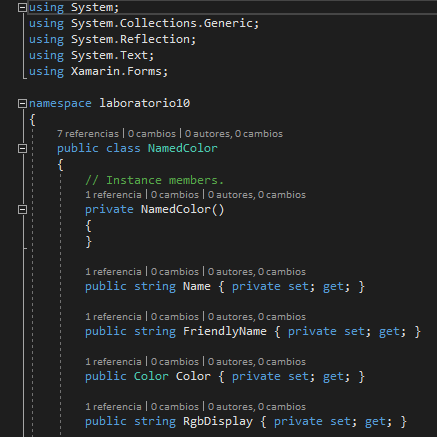 using System;
using System.Collections.Generic;
using System.Reflection;
using System.Text;
using Xamarin.Forms;
namespace laboratorio10
{
7 referencias | 0 cambios | 0 autores, 0 cambios
public class NamedColor
{
// Instance members.
1 referencia | 0 cambios | 0 autores, 0 cambios
private NamedColor()
{
}
1 referencia | 0 cambios | 0 autores, 0 cambios
public string Name { private set; get; }
1 referencia | 0 cambios | 0 autores, 0 cambios
public string FriendlyName { private set; get; }
1 referencia | 0 cambios | 0 autores, 0 cambios
public Color Color { private set; get; }
1 referencia | 0 cambios | 0 autores, 0 cambios
public string RgbDisplay { private set; get; }